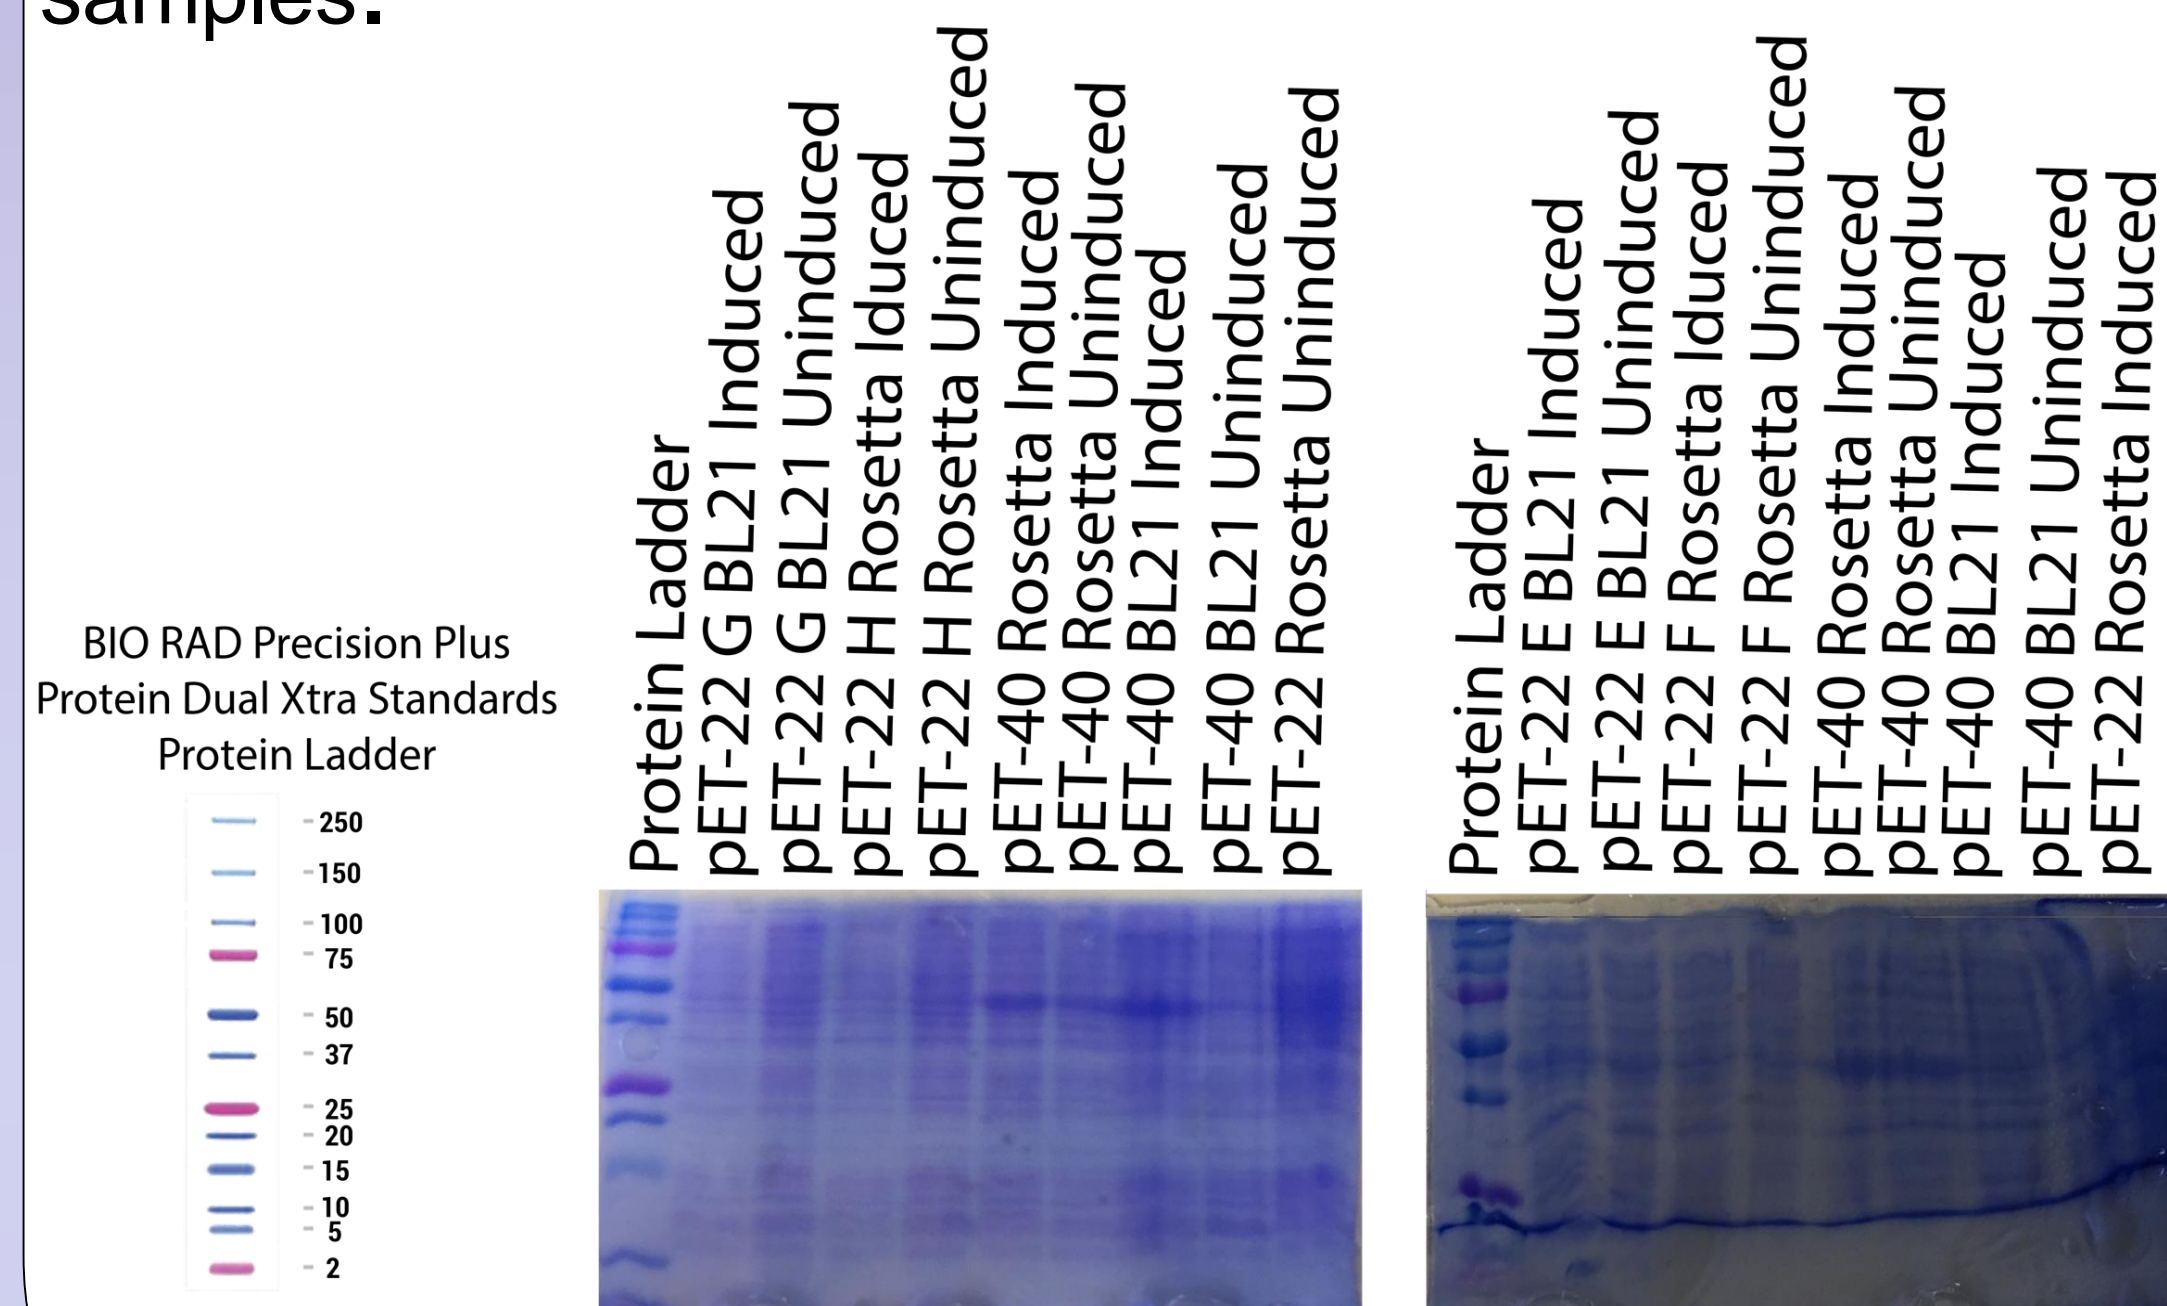 samples.
BIO RAD Precision Plus
Protein Dual Xtra Standards
Protein Ladder
250
150
100
75
50
37
25
20
15
10
5
2
Protein Ladder
pET-22 G BL21 Induced
pET-22 G BL21 Uninduced
pET-22 H Rosetta Iduced
pET-22 H Rosetta Uninduced
pET-40 Rosetta Induced
pET-40 Rosetta Uninduced
pET-40 BL21 Induced
pET-40 BL21 Uninduced
pET-22 Rosetta Uninduced
Protein Ladder
pET-22 E BL21 Induced
pET-22 E BL21 Uninduced
pET-22 F Rosetta Iduced
pET-22 F Rosetta Uninduced
pET-40 Rosetta Induced
pET-40 Rosetta Uninduced
pET-40 BL21 Induced
pET-40 BL21 Uninduced
pET-22 Rosetta Induced